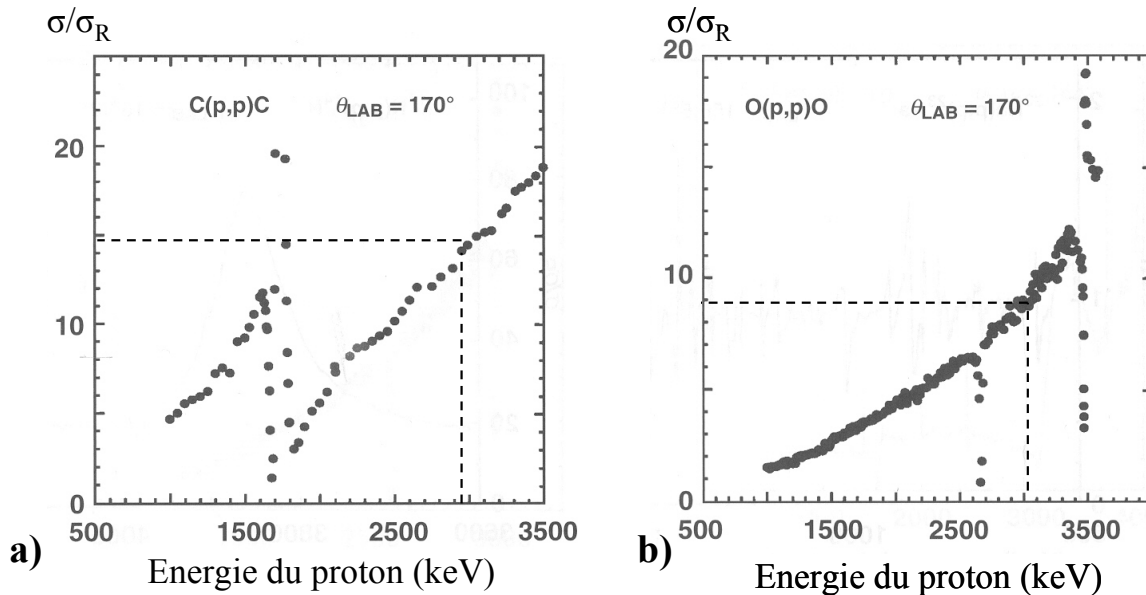 σ/σR
C(p,p)C θLAB = 170°
20
10
0
500 1500 2500 3500
a)
Energie du proton (keV)
σ/σR
20
O(p,p)O θLAB = 170°
10
0
500 1500 2500 3500
b)
Energie du proton (keV)